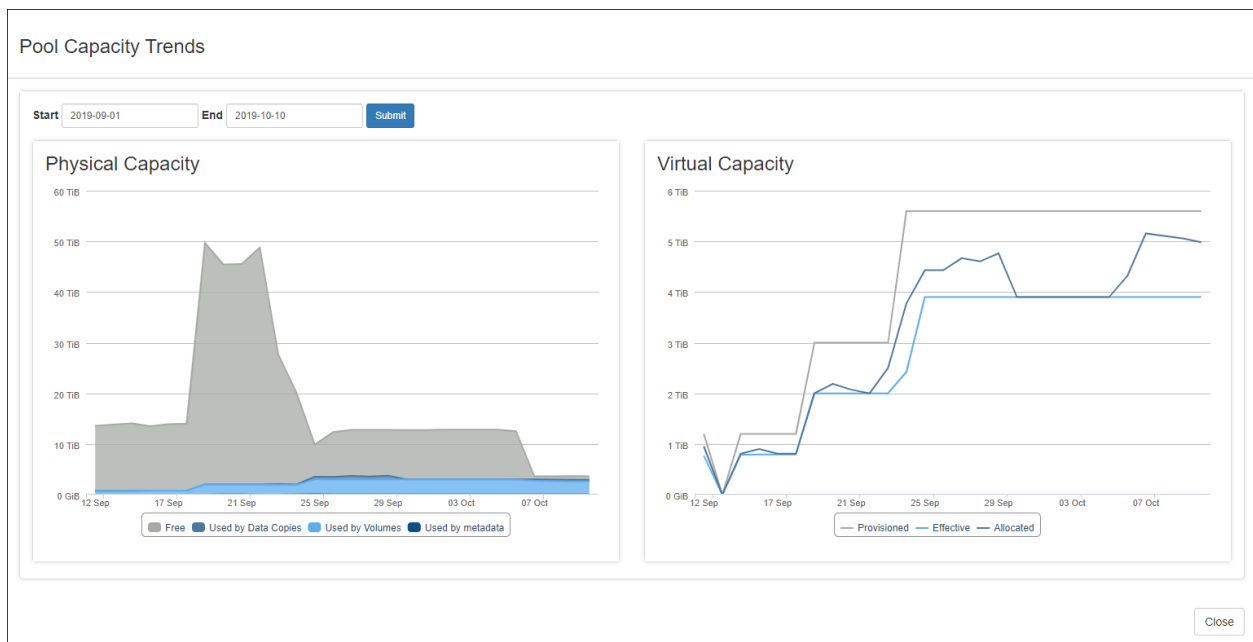 Pool Capacity Trends
Start 2019-09-01 End 2019-10-10 Submit
Physical Capacity
60 TiB
50 TiB
40 TiB
30 TiB
20 TiB
10 TiB
0 GiB
12 Sep 17 Sep 21 Sep 25 Sep 29 Sep 03 Oct 07 Oct
Free Used by Data Copies Used by Volumes Used by metadata
Virtual Capacity
6 TiB
5 TiB
4 TiB
3 TiB
2 TiB
1 TiB
0 GiB
12 Sep 17 Sep 21 Sep 25 Sep 29 Sep 03 Oct 07 Oct
Provisioned Effective Allocated
Close